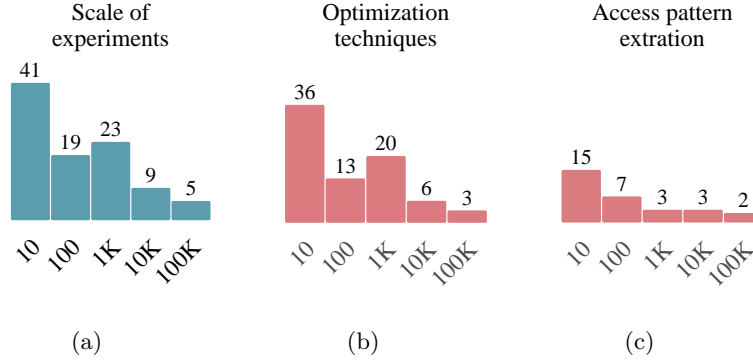 Scale of
experiments
41
19
23
9
5
10
100
1K
10K
100K
(a)
Optimization
techniques
36
13
20
6
3
10
100
1K
10K
100K
(b)
Access pattern
extration
15
7
3
3
2
10
100
1K
10K
100K
(c)